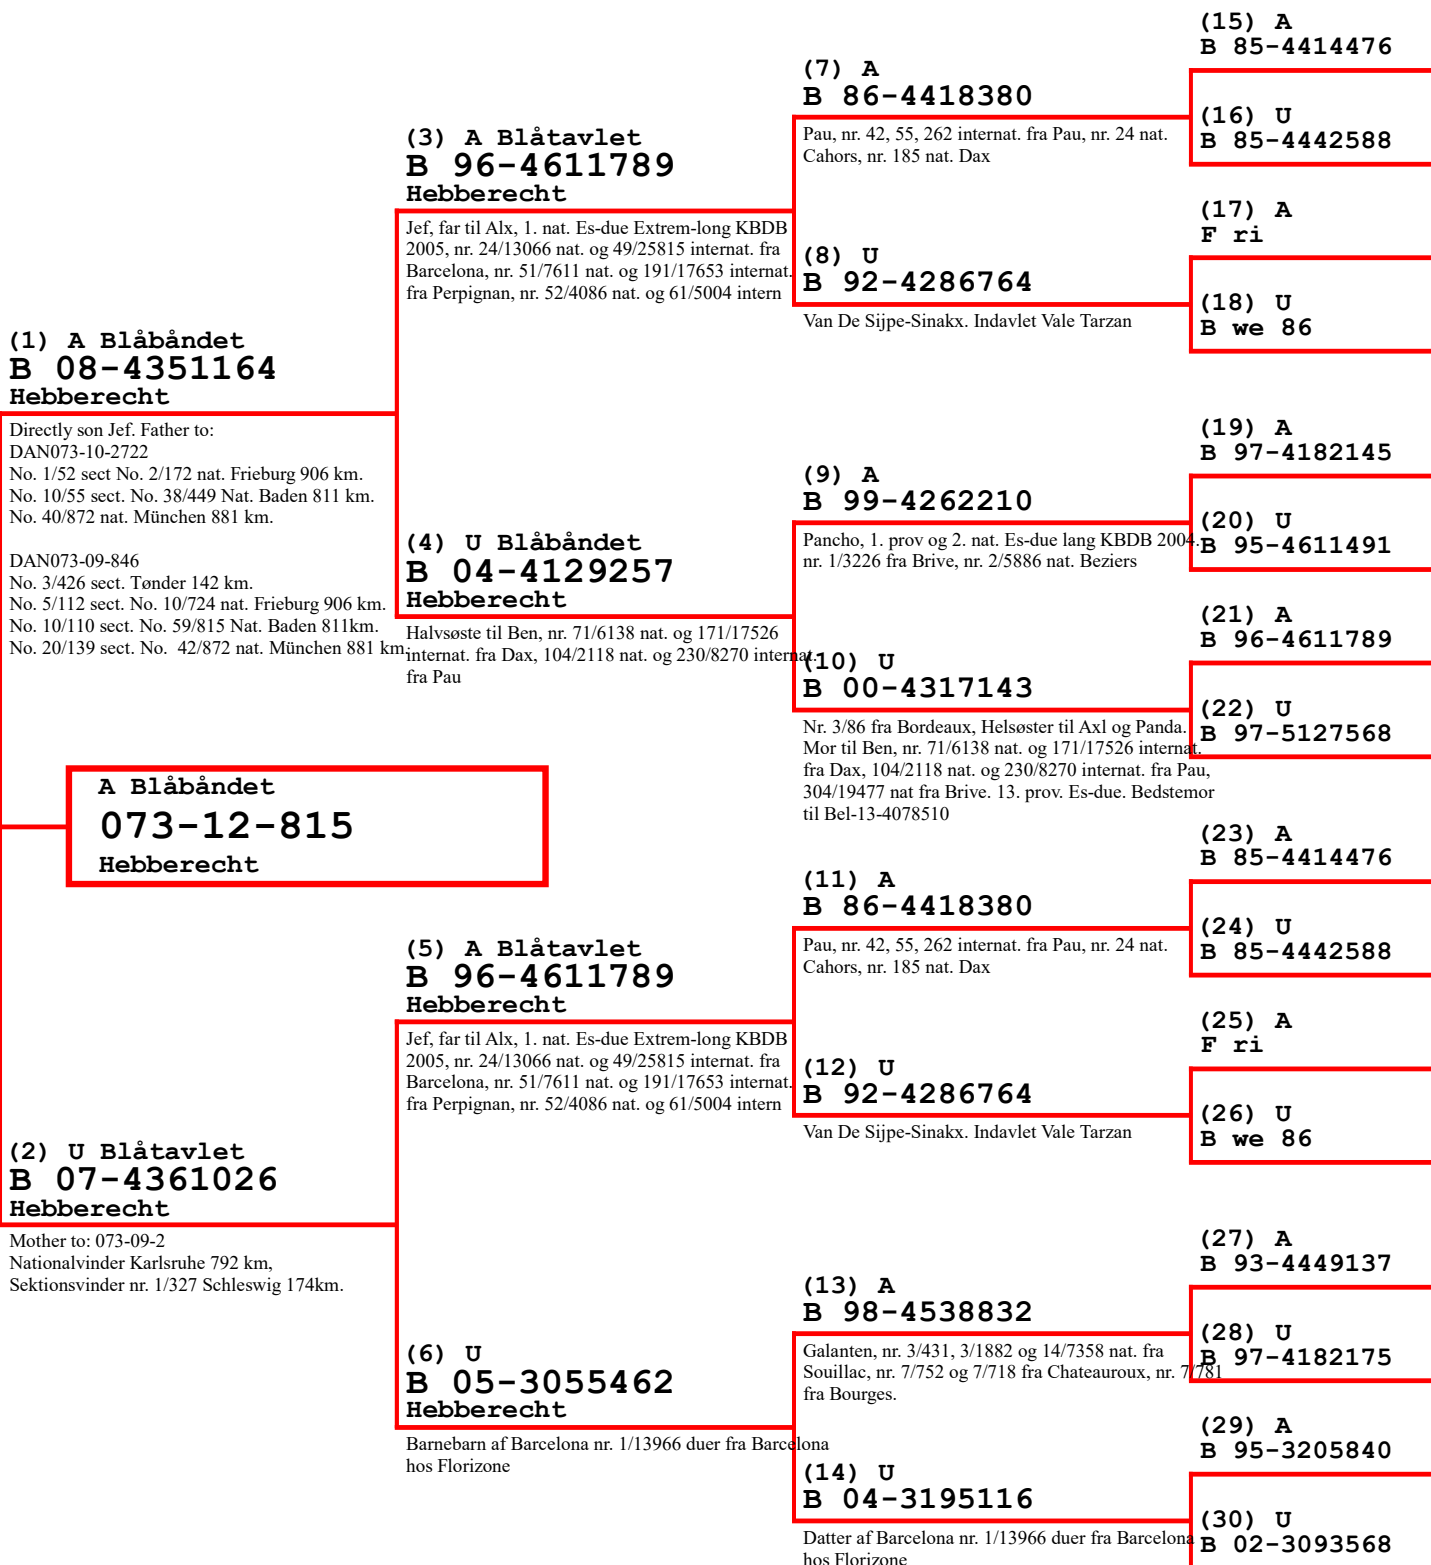 (1) A Blåbåndet
B 08-4351164
Hebberecht
Directly son Jef. Father to:
DAN073-10-2722
No. 1/52 sect No. 2/172 nat. Frieburg 906 km.
No. 10/55 sect. No. 38/449 Nat. Baden 811 km.
No. 40/872 nat. München 881 km.
DAN073-09-846
No. 3/426 sect. Tønder 142 km.
No. 5/112 sect. No. 10/724 nat. Frieburg 906 km.
No. 10/110 sect. No. 59/815 Nat. Baden 811km.
No. 20/139 sect. No. 42/872 nat. München 881 km.
A Blåbåndet
073-12-815
Hebberecht
(2) U Blåtavlet
B 07-4361026
Hebberecht
Mother to: 073-09-2
Nationalvinder Karlsruhe 792 km,
Sektionsvinder nr. 1/327 Schleswig 174km.
(3) A Blåtavlet
B 96-4611789
Hebberecht
Jef, far til Alx, 1. nat. Es-due Extrem-long KBDB
2005, nr. 24/13066 nat. og 49/25815 internat. fra
Barcelona, nr. 51/7611 nat. og 191/17653 internat.
fra Perpignan, nr. 52/4086 nat. og 61/5004 intern
(4) U Blåbåndet
B 04-4129257
Hebberecht
Halvsøste til Ben, nr. 71/6138 nat. og 171/17526
internat. fra Dax, 104/2118 nat. og 230/8270 internat.
fra Pau
(5) A Blåtavlet
B 96-4611789
Hebberecht
Jef, far til Alx, 1. nat. Es-due Extrem-long KBDB
2005, nr. 24/13066 nat. og 49/25815 internat. fra
Barcelona, nr. 51/7611 nat. og 191/17653 internat.
fra Perpignan, nr. 52/4086 nat. og 61/5004 intern
(6) U
B 05-3055462
Hebberecht
Barnebarn af Barcelona nr. 1/13966 duer fra Barcelona
hos Florizone
(7) A
B 86-4418380
Pau, nr. 42, 55, 262 internat. fra Pau, nr. 24 nat.
Cahors, nr. 185 nat. Dax
(8) U
B 92-4286764
Van De Sijpe-Sinakx. Indavlet Vale Tarzan
(9) A
B 99-4262210
Pancho, 1. prov og 2. nat. Es-due lang KBDB 2004.
nr. 1/3226 fra Brive, nr. 2/5886 nat. Beziers
(10) U
B 00-4317143
Nr. 3/86 fra Bordeaux, Helsøster til Axl og Panda.
Mor til Ben, nr. 71/6138 nat. og 171/17526 internat.
fra Dax, 104/2118 nat. og 230/8270 internat. fra Pau,
304/19477 nat fra Brive. 13. prov. Es-due. Bedstemor
til Bel-13-4078510
(11) A
B 86-4418380
Pau, nr. 42, 55, 262 internat. fra Pau, nr. 24 nat.
Cahors, nr. 185 nat. Dax
(12) U
B 92-4286764
Van De Sijpe-Sinakx. Indavlet Vale Tarzan
(13) A
B 98-4538832
Galanten, nr. 3/431, 3/1882 og 14/7358 nat. fra
Souillac, nr. 7/752 og 7/718 fra Chateauroux, nr. 7/781
fra Bourges.
(14) U
B 04-3195116
Datter af Barcelona nr. 1/13966 duer fra Barcelona
hos Florizone
(15) A
B 85-4414476
(16) U
B 85-4442588
(17) A
F ri
(18) U
B we 86
(19) A
B 97-4182145
(20) U
B 95-4611491
(21) A
B 96-4611789
(22) U
B 97-5127568
(23) A
B 85-4414476
(24) U
B 85-4442588
(25) A
F ri
(26) U
B we 86
(27) A
B 93-4449137
(28) U
B 97-4182175
(29) A
B 95-3205840
(30) U
B 02-3093568